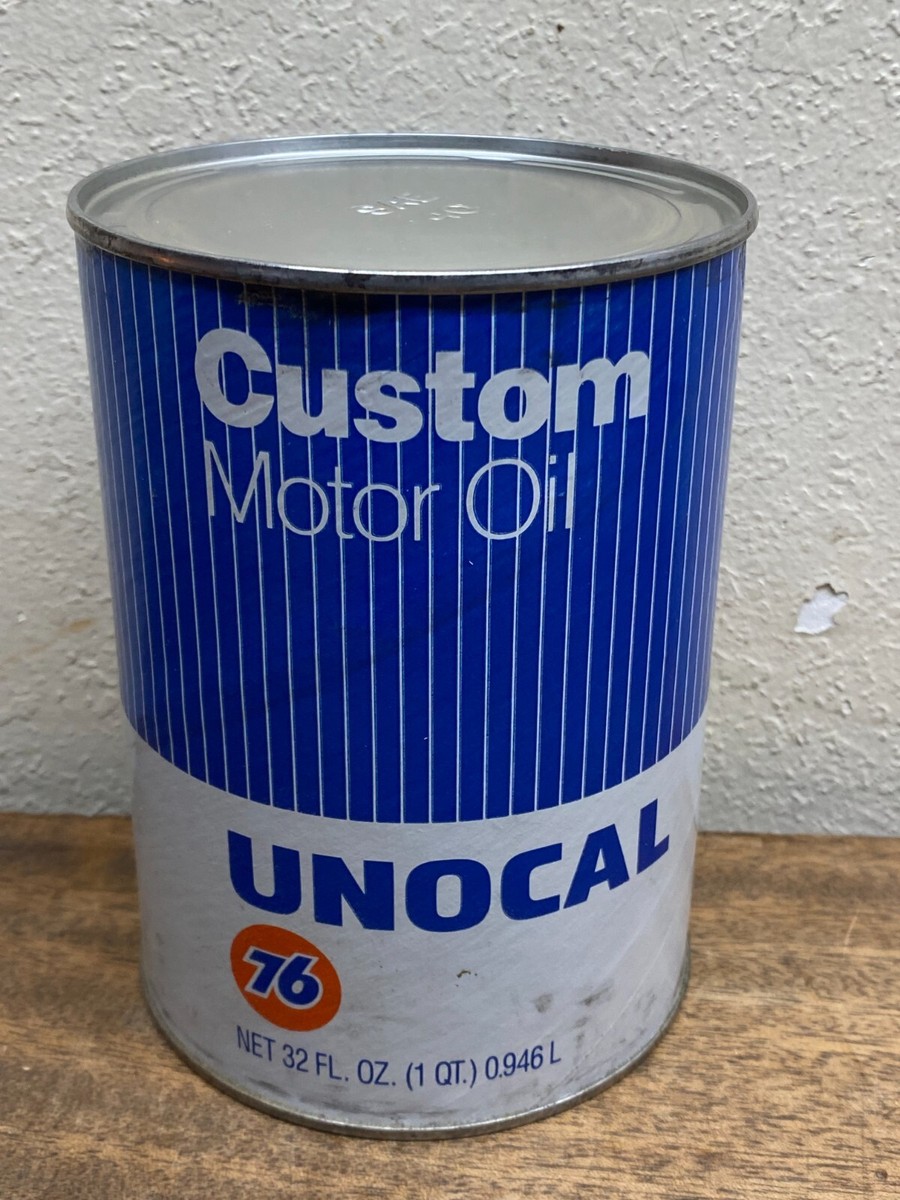 Custom
Motor Oil
UNOCAL
76
NET 32 FL. OZ. (1 QT.) 0.946 L